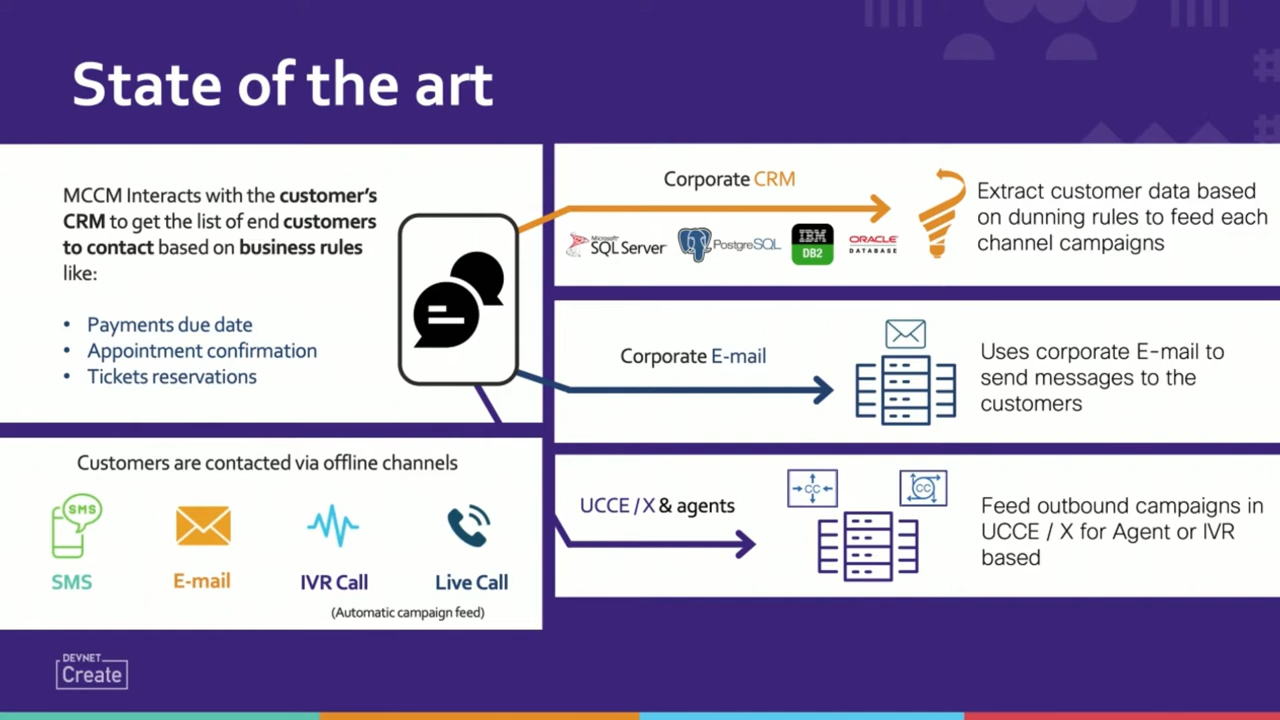 State of the art
MCCM Interacts with the customer's
CRM to get the list of end customers
to contact based on business rules
like:
• Payments due date
• Appointment confirmation
• Tickets reservations
Customers are contacted via offline channels
SMS
SMS
E-mail
IVR Call
Live Call
(Automatic campaign feed)
Corporate CRM
Microsoft
SQL Server
PostgreSQL
IBM
DB2
ORACLE
DATABASE
Extract customer data based
on dunning rules to feed each
channel campaigns
Corporate E-mail
Uses corporate E-mail to
send messages to the
customers
UCCE / X & agents
CC
CC
Feed outbound campaigns in
UCCE / X for Agent or IVR
based
DEVNET
Create